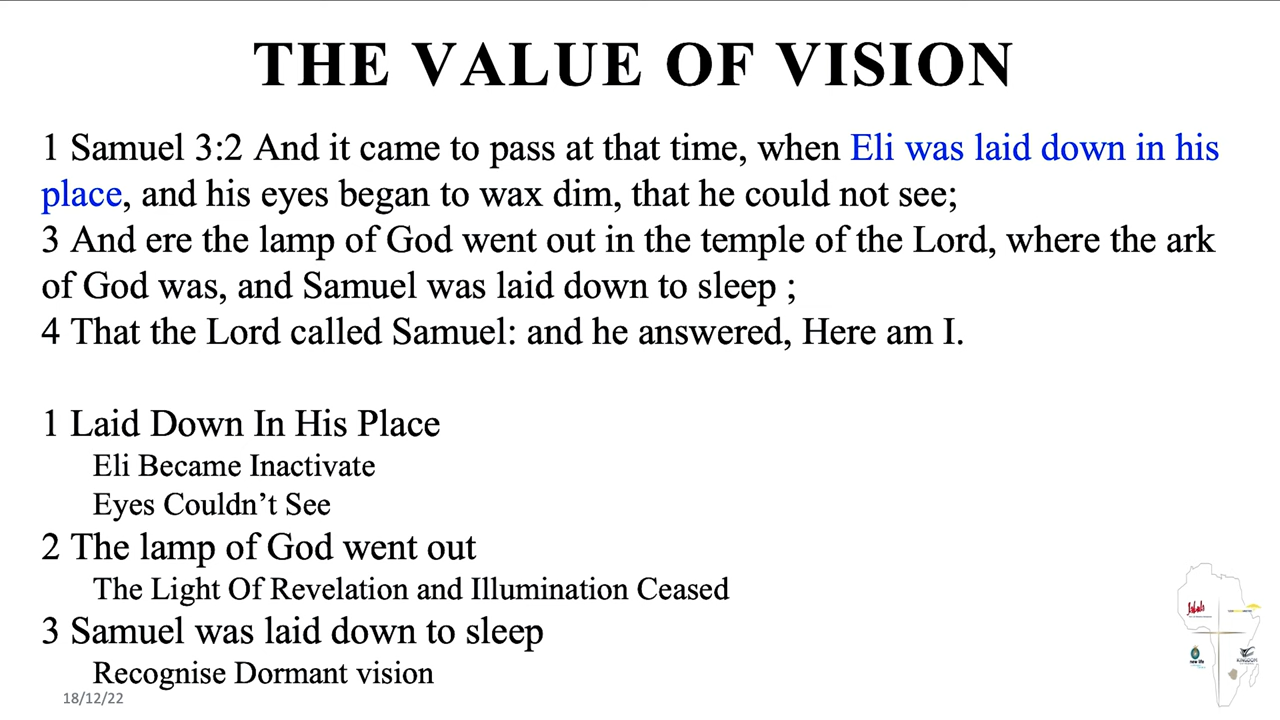 THE VALUE OF VISION
1 Samuel 3:2 And it came to pass at that time, when Eli was laid down in his
place, and his eyes began to wax dim, that he could not see;
3 And ere the lamp of God went out in the temple of the Lord, where the ark
of God was, and Samuel was laid down to sleep ;
4 That the Lord called Samuel: and he answered, Here am I.
1 Laid Down In His Place
Eli Became Inactivate
Eyes Couldn’t See
2 The lamp of God went out
The Light Of Revelation and Illumination Ceased
3 Samuel was laid down to sleep
Recognise Dormant vision
18/12/22
new life
KINGDOM